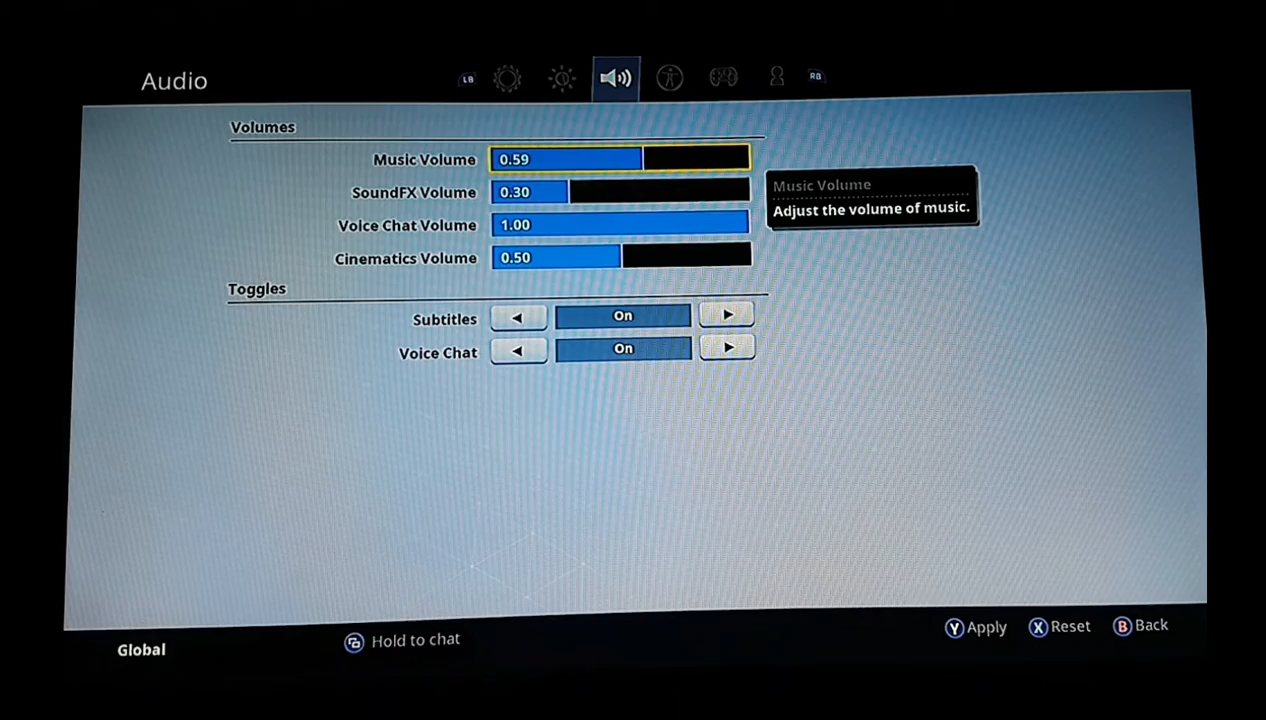 Audio
LB
RB
Volumes
Music Volume 0.59
SoundFX Volume 0.30
Voice Chat Volume 1.00
Cinematics Volume 0.50
Music Volume
Adjust the volume of music.
Toggles
Subtitles On
Voice Chat On
Global
Hold to chat
Y Apply
X Reset
B Back